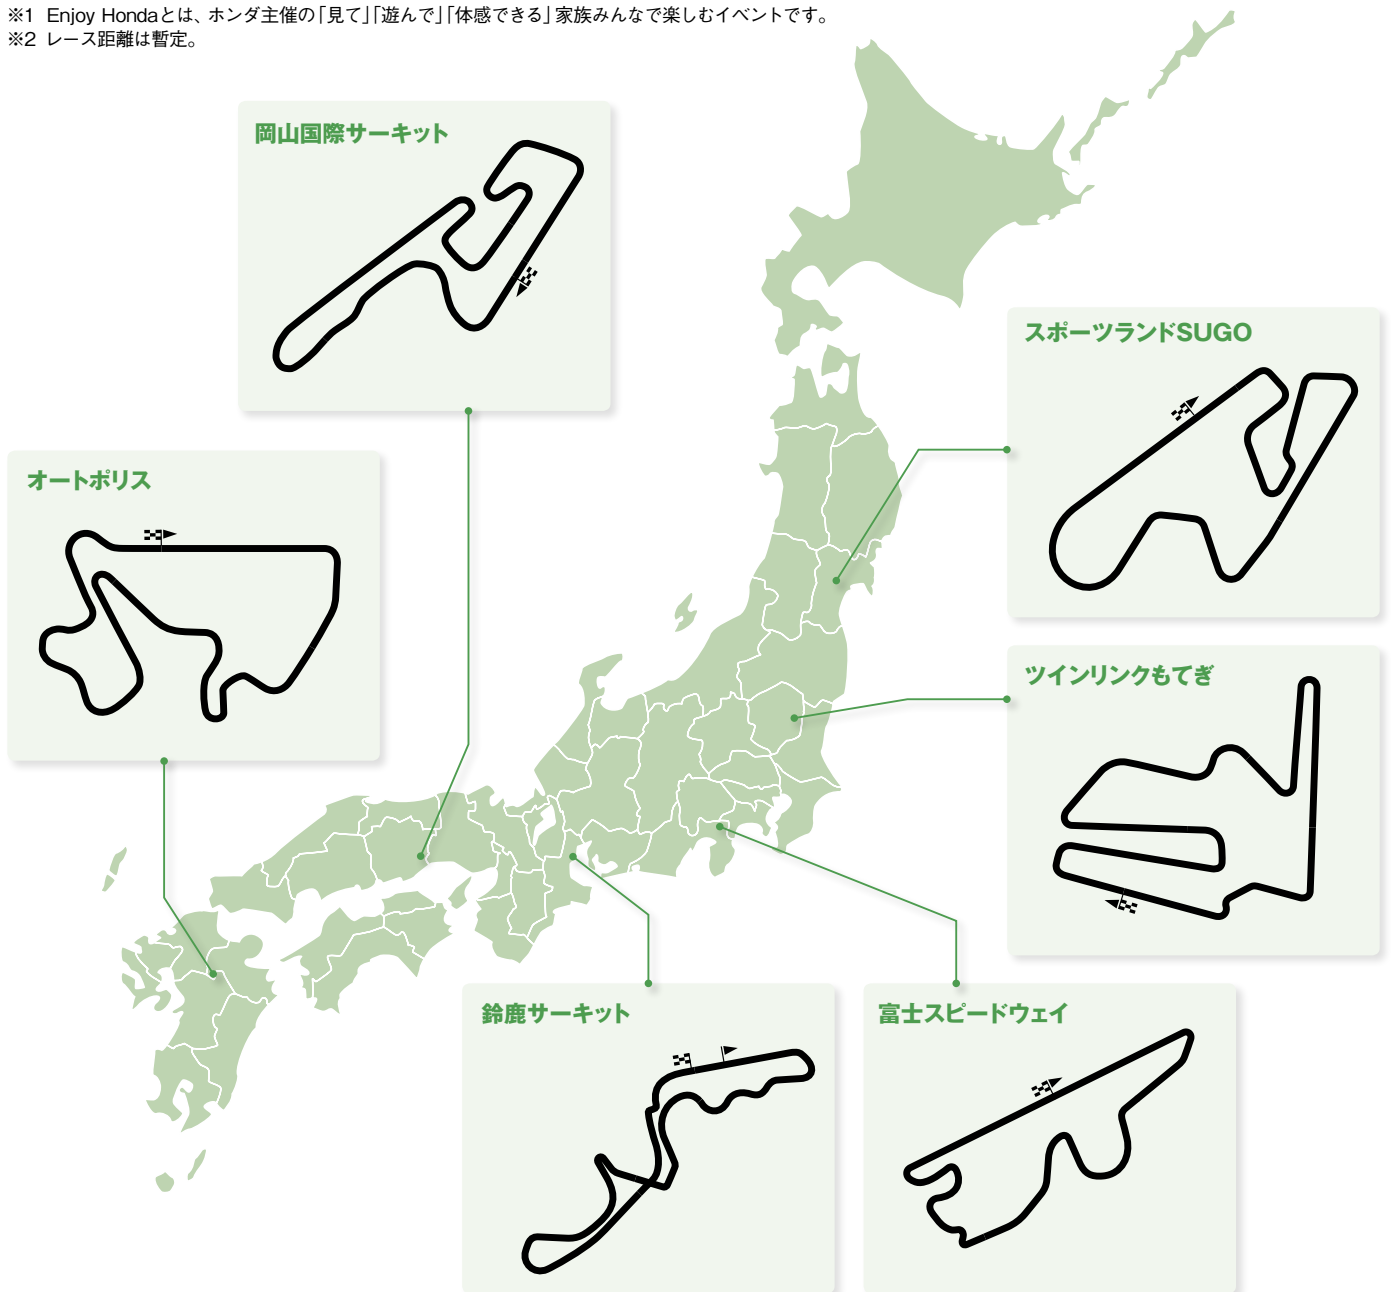 ※1 Enjoy Hondaとは、ホンダ主催の「見て」「遊んで」「体感できる」家族みんなで楽しむイベントです。
※2 レース距離は暫定。
岡山国際サーキット
スポーツランドSUGO
オートポリス
ツインリンクもてぎ
鈴鹿サーキット
富士スピードウェイ